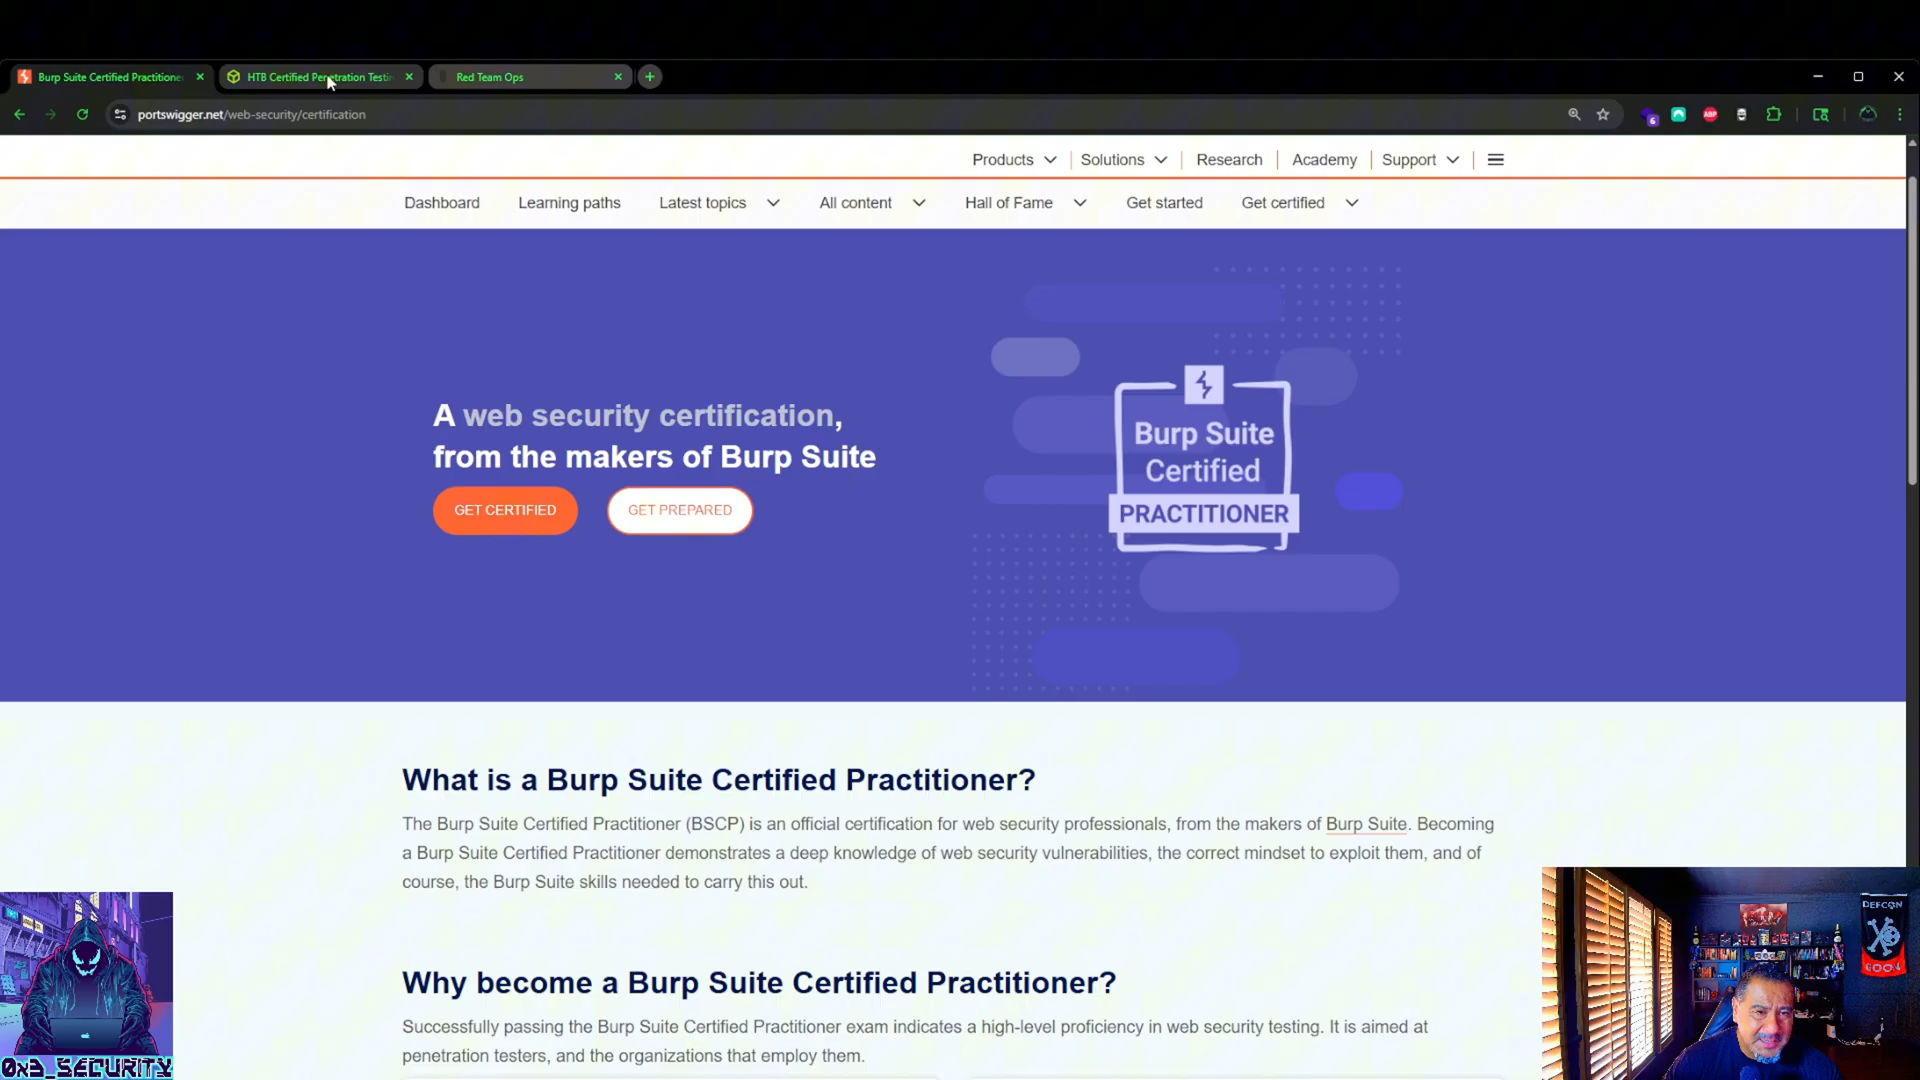 Burp Suite Certified Practitione
HTB Certified Penetration Testin
Red Team Ops
portswigger.net/web-security/certification
6
ABP
Products
Solutions
Research
Academy
Support
Dashboard
Learning paths
Latest topics
All content
Hall of Fame
Get started
Get certified
A web security certification,
from the makers of Burp Suite
GET CERTIFIED
GET PREPARED
Burp Suite
Certified
PRACTITIONER
What is a Burp Suite Certified Practitioner?
The Burp Suite Certified Practitioner (BSCP) is an official certification for web security professionals, from the makers of Burp Suite. Becoming
a Burp Suite Certified Practitioner demonstrates a deep knowledge of web security vulnerabilities, the correct mindset to exploit them, and of
course, the Burp Suite skills needed to carry this out.
Why become a Burp Suite Certified Practitioner?
Successfully passing the Burp Suite Certified Practitioner exam indicates a high-level proficiency in web security testing. It is aimed at
penetration testers, and the organizations that employ them.
0x3_SECURITY
DEFCON
GOON